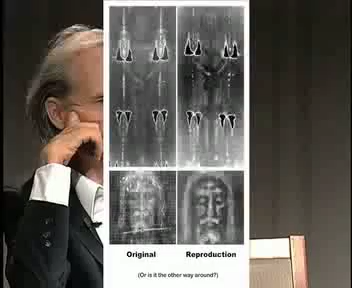 Original Reproduction
(Or is it the other way around?)